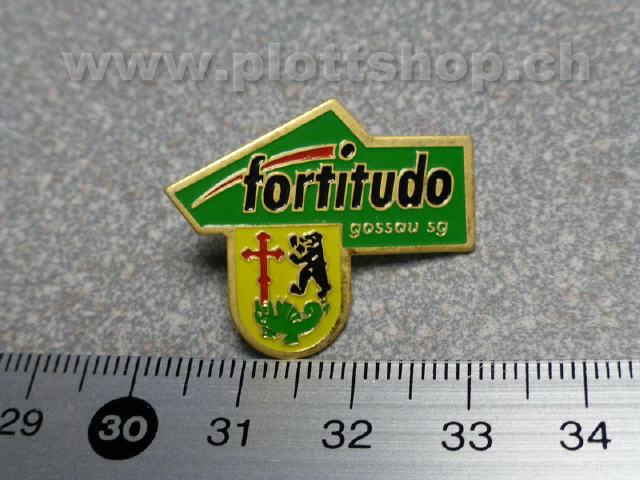 www.plottshop.ch
fortitudo
gossau sg
29 30 31 32 33 34